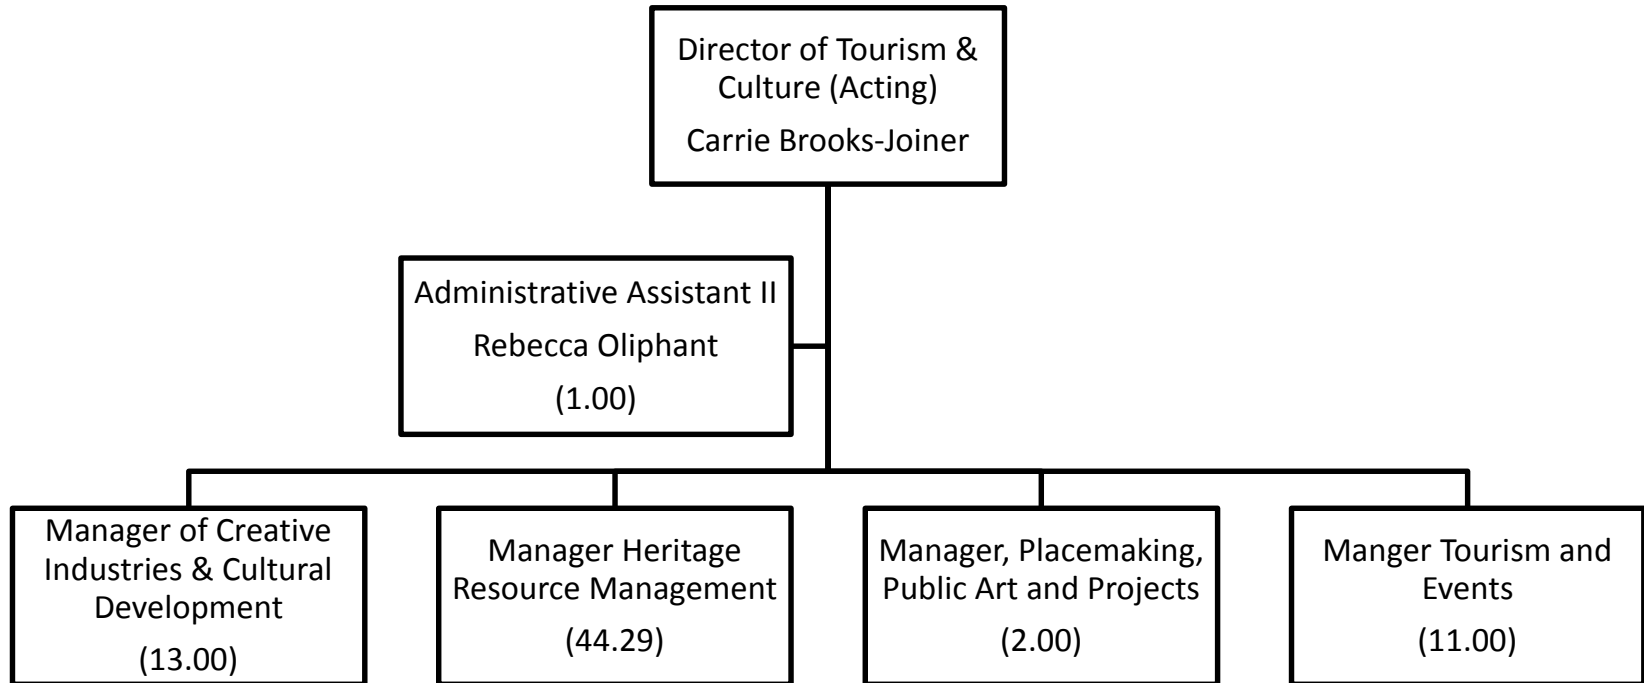 Director of Tourism &
Culture (Acting)
Carrie Brooks-Joiner
Administrative Assistant II
Rebecca Oliphant
(1.00)
Manager of Creative
Industries & Cultural
Development
(13.00)
Manager Heritage
Resource Management
(44.29)
Manager, Placemaking,
Public Art and Projects
(2.00)
Manger Tourism and
Events
(11.00)